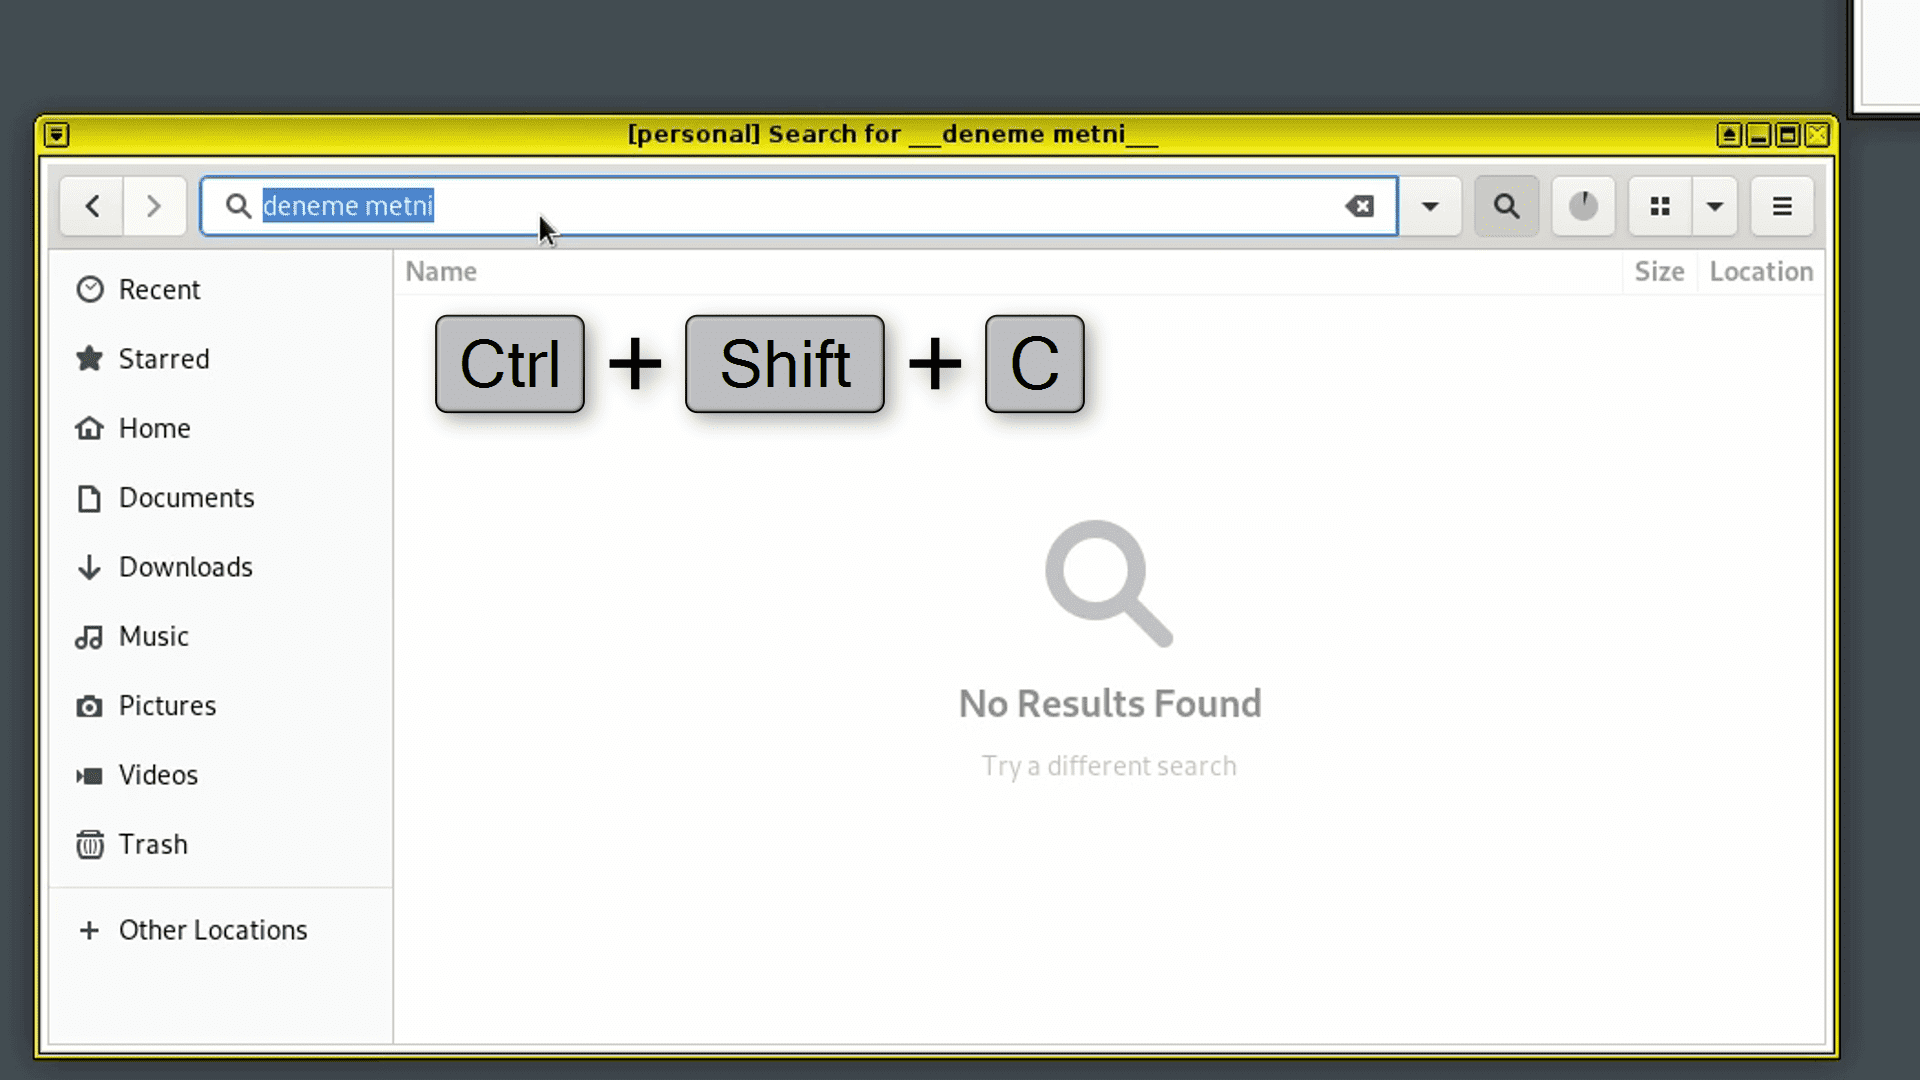 [personal] Search for __deneme metni__
deneme metni
Name Size Location
Recent
Starred
Home
Documents
Downloads
Music
Pictures
Videos
Trash
Other Locations
Ctrl + Shift + C
No Results Found
Try a different search